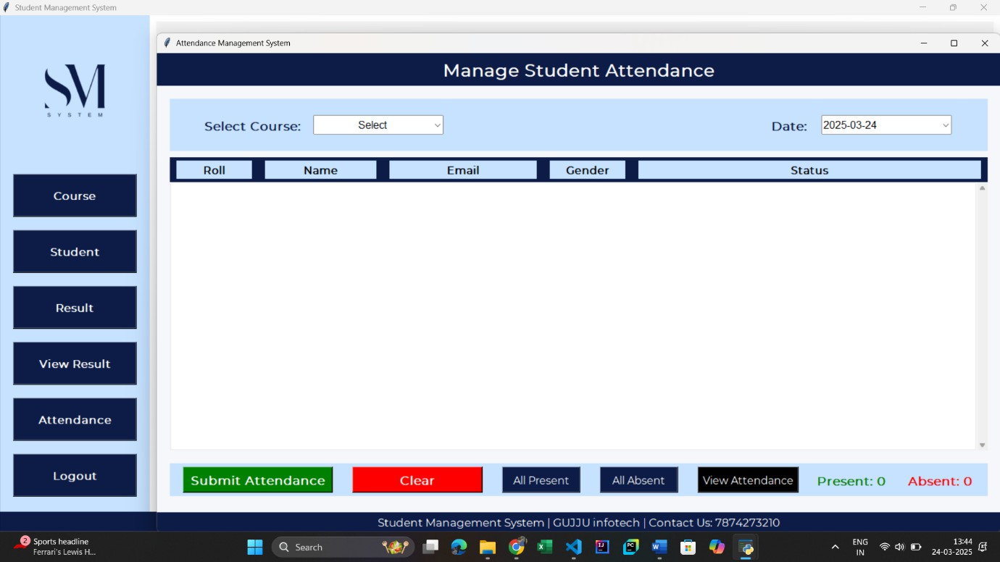 Student Management System
Attendance Management System
Manage Student Attendance
SM
SYSTEM
Select Course: Select Date: 2025-03-24
Roll Name Email Gender Status
Course
Student
Result
View Result
Attendance
Logout
Submit Attendance Clear All Present All Absent View Attendance Present: 0 Absent: 0
Student Management System | GUJJU infotech | Contact Us: 7874273210
2 Sports headline
Ferrari's Lewis H...
Search
ENG
IN
13:44
24-03-2025